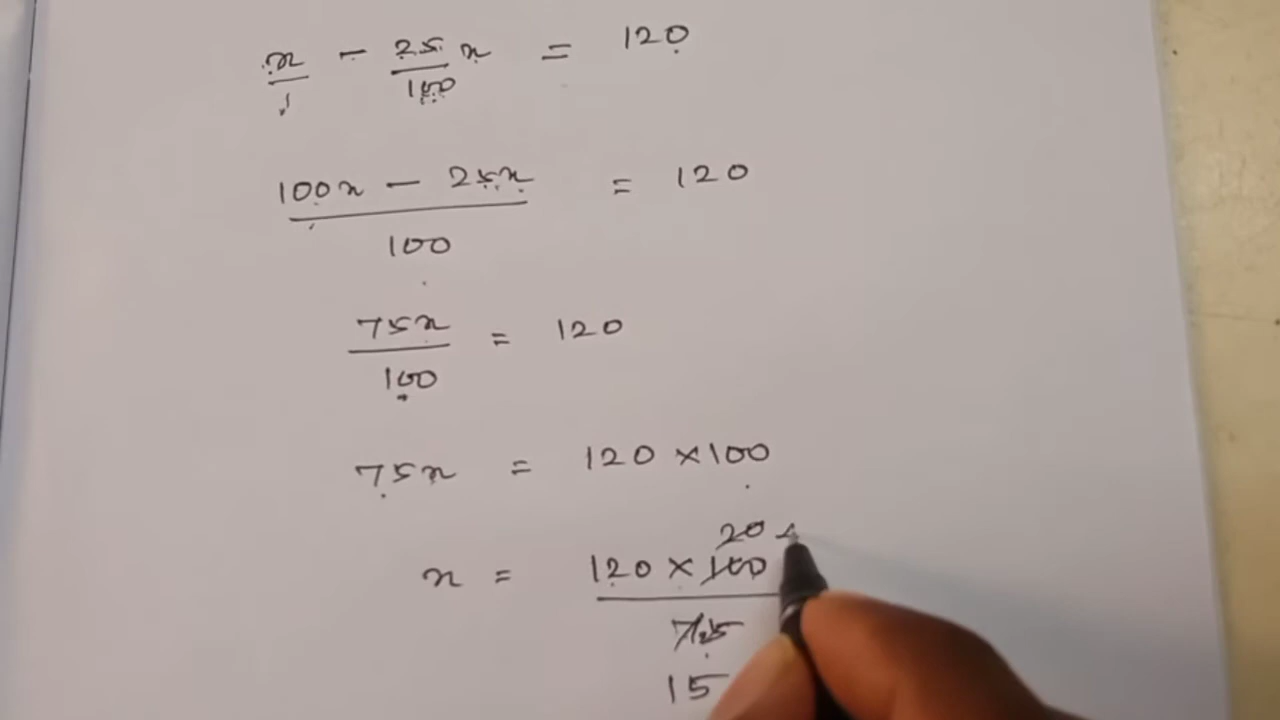 x/1 - 25/100 x = 120
100x - 25x / 100 = 120
75x / 100 = 120
75x = 120 × 100
20 4
x = 120 × 100 / 75
15